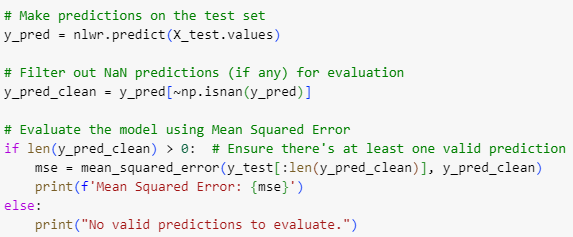 # Make predictions on the test set
y_pred = nlwr.predict(X_test.values)

# Filter out NaN predictions (if any) for evaluation
y_pred_clean = y_pred[~np.isnan(y_pred)]

# Evaluate the model using Mean Squared Error
if len(y_pred_clean) > 0:  # Ensure there's at least one valid prediction
    mse = mean_squared_error(y_test[:len(y_pred_clean)], y_pred_clean)
    print(f'Mean Squared Error: {mse}')
else:
    print("No valid predictions to evaluate.")